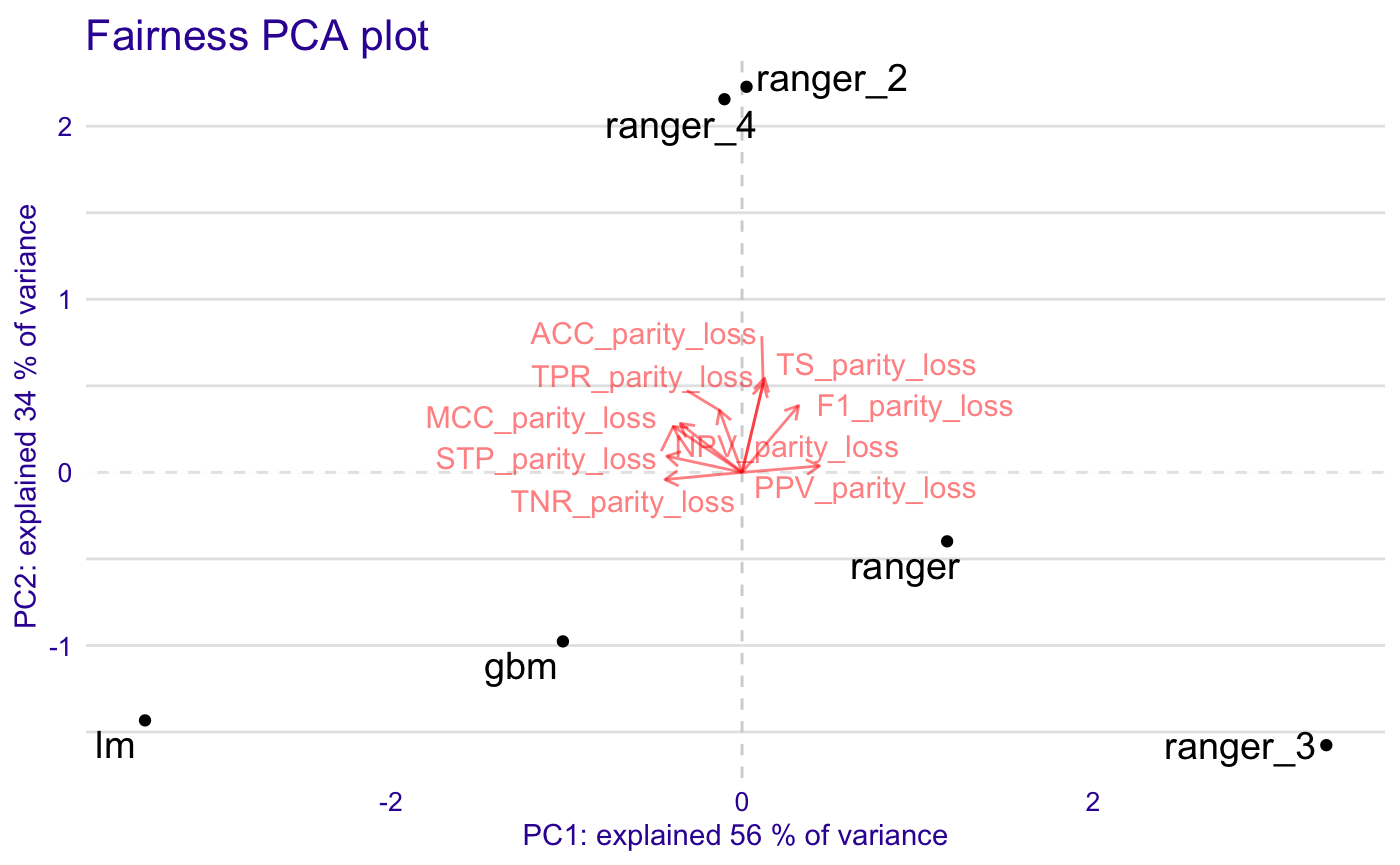 Fairness PCA plot
ranger_2
ranger_4
2
ACC_parity_loss
TS_parity_loss
TPR_parity_loss
F1_parity_loss
MCC_parity_loss
NPV_parity_loss
STP_parity_loss
PPV_parity_loss
TNR_parity_loss
1
0
-1
ranger
gbm
lm
ranger_3
-2
0
2
PC1: explained 56 % of variance
PC2: explained 34 % of variance